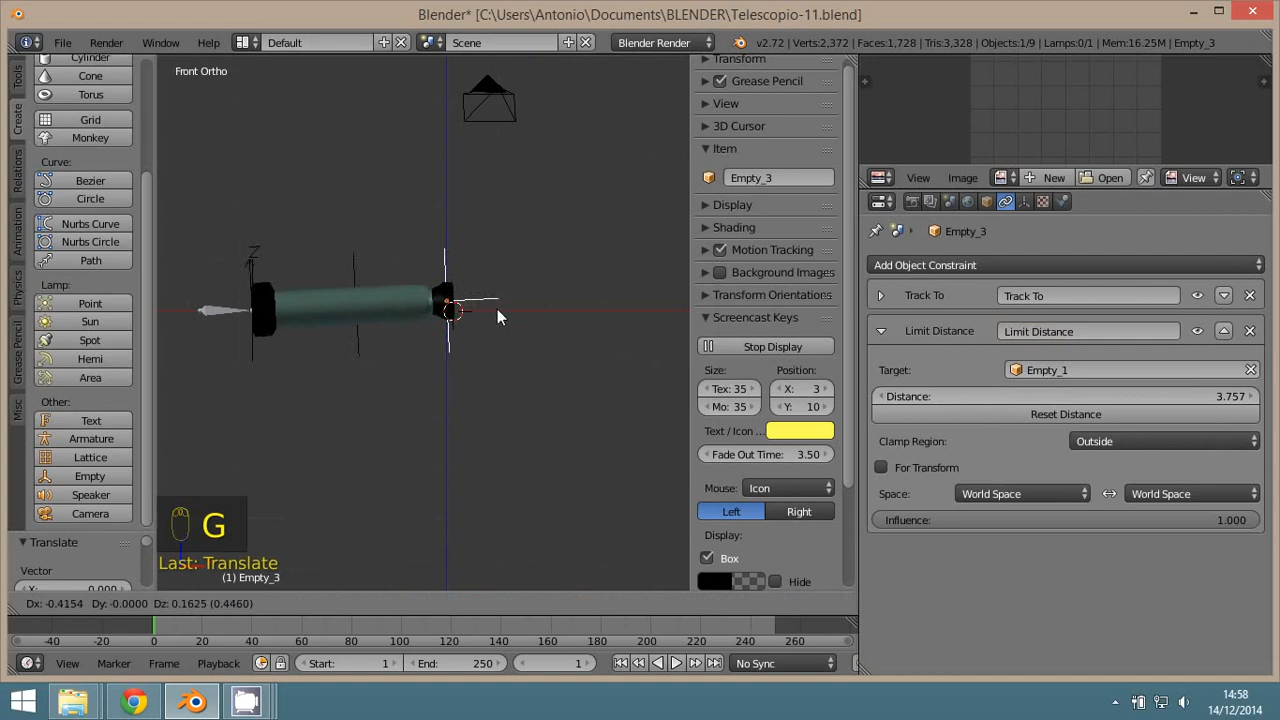 Blender* [C:\Users\Antonio\Documents\BLENDER\Telescopio-11.blend]
File Render Window Help Default Scene Blender Render v2.72 | Verts:2,372 | Faces:1,728 | Tris:3,328 | Objects:1/9 | Lamps:0/1 | Mem:16.25M | Empty_3
Tools
Create
Relations
Animation
Physics
Grease Pencil
Misc
Cylinder
Cone
Torus
Grid
Monkey
Curve:
Bezier
Circle
Nurbs Curve
Nurbs Circle
Path
Lamp:
Point
Sun
Spot
Hemi
Area
Other:
Text
Armature
Lattice
Empty
Speaker
Camera
Translate
Vector
X: 0.000
Front Ortho
Z
G
Last: Translate
(1) Empty_3
Transform
Grease Pencil
View
3D Cursor
Item
Empty_3
Display
Shading
Motion Tracking
Background Images
Transform Orientations
Screencast Keys
Stop Display
Size: Position:
Tex: 35 X: 3
Mo: 35 Y: 10
Text / Icon ...
Fade Out Time: 3.50
Mouse: Icon
Left Right
Display:
Box
Hide
View Image New Open View
Empty_3
Add Object Constraint
Track To Track To
Limit Distance Limit Distance
Target: Empty_1
Distance: 3.757
Reset Distance
Clamp Region: Outside
For Transform
Space: World Space World Space
Influence: 1.000
Dx: -0.4154 Dy: -0.0000 Dz: 0.1625 (0.4460)
-40 -20 0 20 40 60 80 100 120 140 160 180 200 220 240 260
View Marker Frame Playback Start: 1 End: 250 1 No Sync
14:58
14/12/2014